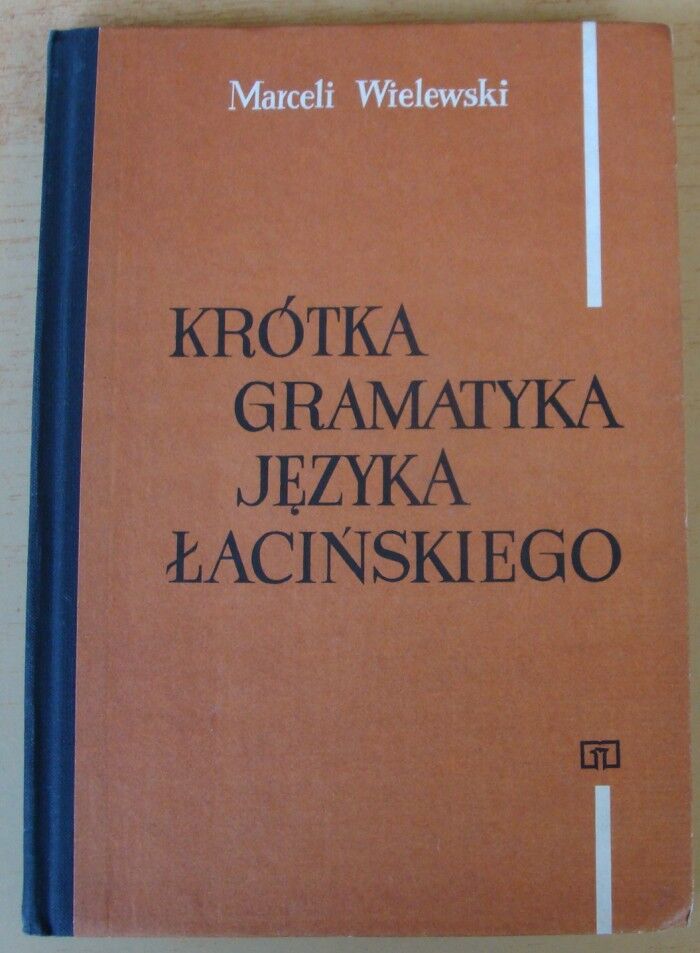 Marceli Wielewski
KRÓTKA
GRAMATYKA
JĘZYKA
ŁACIŃSKIEGO